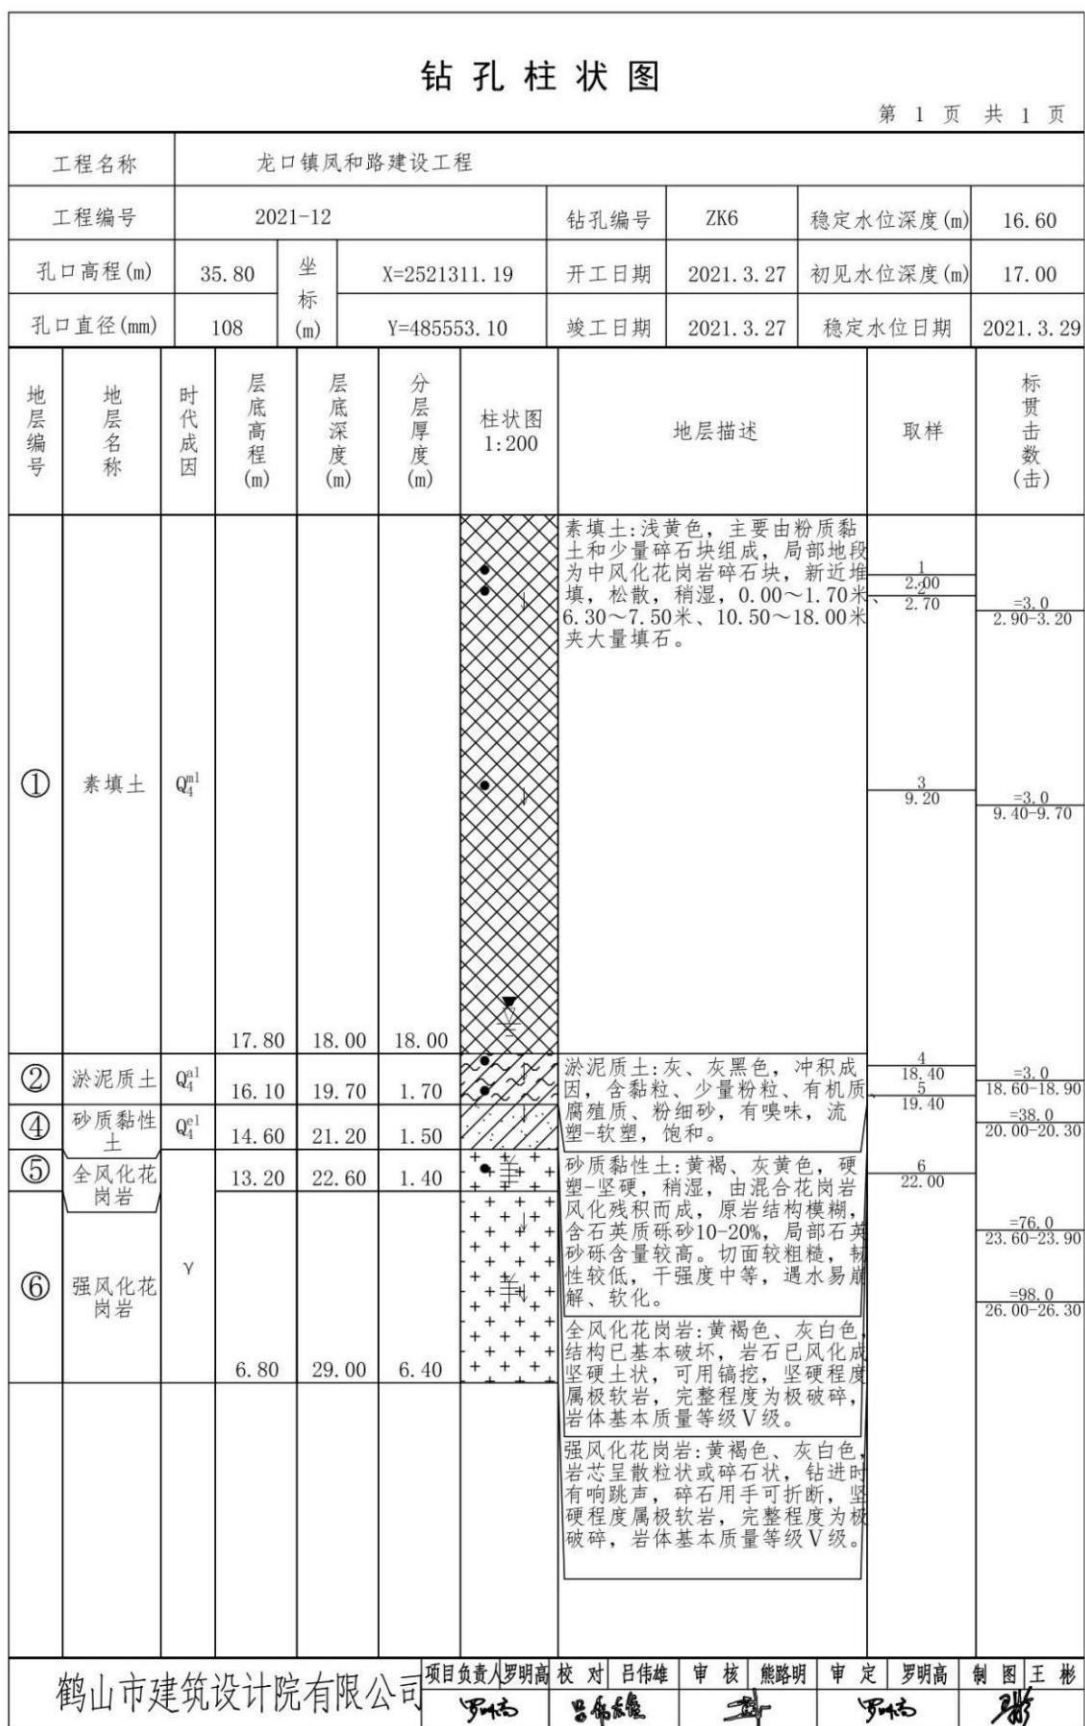 钻孔柱状图
第 1 页 共 1 页
工程名称 龙口镇凤和路建设工程
工程编号 2021-12 钻孔编号 ZK6 稳定水位深度(m) 16.60
孔口高程(m) 35.80 坐标(m) X=2521311.19 开工日期 2021.3.27 初见水位深度(m) 17.00
孔口直径(mm) 108 Y=485553.10 竣工日期 2021.3.27 稳定水位日期 2021.3.29
地层编号 地层名称 时代成因 层底高程(m) 层底深度(m) 分层厚度(m) 柱状图 1:200 地层描述 取样 标贯击数(击)
① 素填土 Q4ml 17.80 18.00 18.00
素填土:浅黄色，主要由粉质黏
土和少量碎石块组成，局部地段
为中风化花岗岩碎石块，新近堆
填，松散，稍湿，0.00～1.70米、
6.30～7.50米、10.50～18.00米
夹大量填石。
1
2.00
2
2.70
=3.0
2.90-3.20
3
9.20
=3.0
9.40-9.70
② 淤泥质土 Q4al 16.10 19.70 1.70
淤泥质土:灰、灰黑色，冲积成
因，含黏粒、少量粉粒、有机质、
腐殖质、粉细砂，有嗅味，流
塑-软塑，饱和。
4
18.40
5
19.40
=3.0
18.60-18.90
④ 砂质黏性土 Q4el 14.60 21.20 1.50
=38.0
20.00-20.30
砂质黏性土:黄褐、灰黄色，硬
塑-坚硬，稍湿，由混合花岗岩
风化残积而成，原岩结构模糊，
含石英质砾砂10-20%，局部石英
砂砾含量较高。切面较粗糙，韧
性较低，干强度中等，遇水易崩
解、软化。
⑤ 全风化花岗岩 13.20 22.60 1.40
6
22.00
=76.0
23.60-23.90
全风化花岗岩:黄褐色、灰白色，
结构已基本破坏，岩石已风化成
坚硬土状，可用镐挖，坚硬程度
属极软岩，完整程度为极破碎，
岩体基本质量等级Ⅴ级。
⑥ 强风化花岗岩 γ 6.80 29.00 6.40
=98.0
26.00-26.30
强风化花岗岩:黄褐色、灰白色，
岩芯呈散粒状或碎石状，钻进时
有响跳声，碎石用手可折断，坚
硬程度属极软岩，完整程度为极
破碎，岩体基本质量等级Ⅴ级。
鹤山市建筑设计院有限公司 项目负责人 罗明高 校对 吕伟雄 审核 熊路明 审定 罗明高 制图 王彬